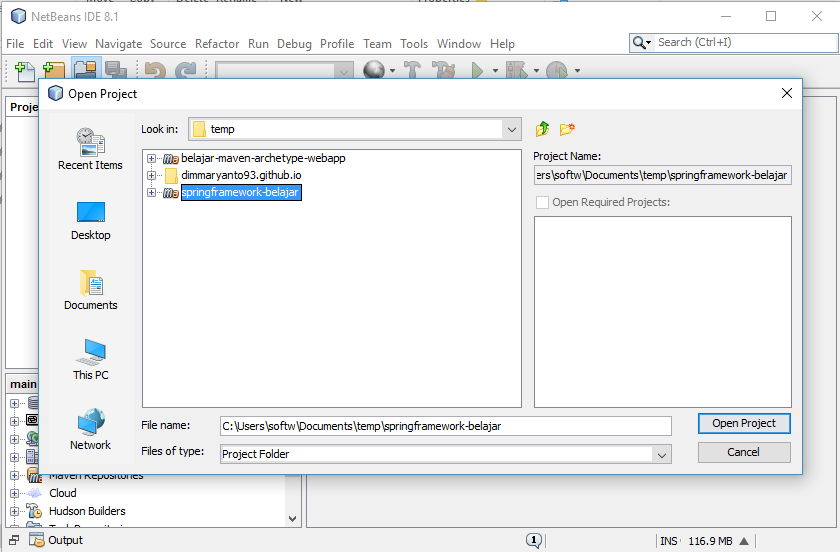 NetBeans IDE 8.1
File Edit View Navigate Source Refactor Run Debug Profile Team Tools Window Help
Search (Ctrl+I)
Proje
Open Project
Look in: temp
Recent Items
Desktop
Documents
This PC
Network
belajar-maven-archetype-webapp
dimmaryanto93.github.io
springframework-belajar
Project Name:
ers\softw\Documents\temp\springframework-belajar
Open Required Projects:
File name: C:\Users\softw\Documents\temp\springframework-belajar
Files of type: Project Folder
Open Project
Cancel
main
Maven Repositories
Cloud
Hudson Builders
Output
1
INS 116.9 MB